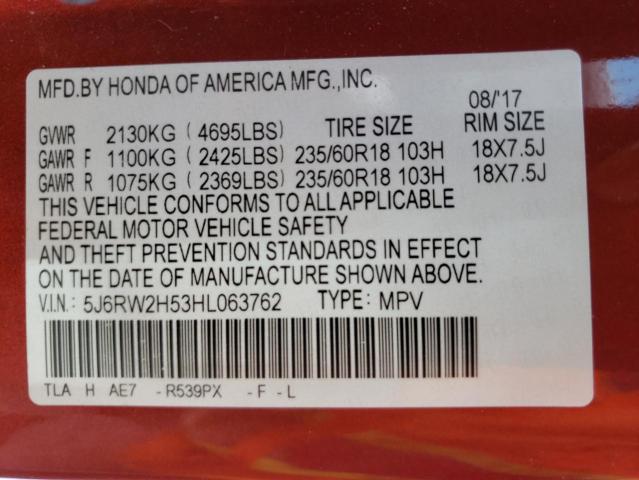 MFD.BY HONDA OF AMERICA MFG.,INC.
08/'17
GVWR 2130KG ( 4695LBS) TIRE SIZE RIM SIZE
GAWR F 1100KG ( 2425LBS) 235/60R18 103H 18X7.5J
GAWR R 1075KG ( 2369LBS) 235/60R18 103H 18X7.5J
THIS VEHICLE CONFORMS TO ALL APPLICABLE
FEDERAL MOTOR VEHICLE SAFETY
AND THEFT PREVENTION STANDARDS IN EFFECT
ON THE DATE OF MANUFACTURE SHOWN ABOVE.
V.I.N.: 5J6RW2H53HL063762 TYPE: MPV
TLA H AE7 -R539PX -F -L